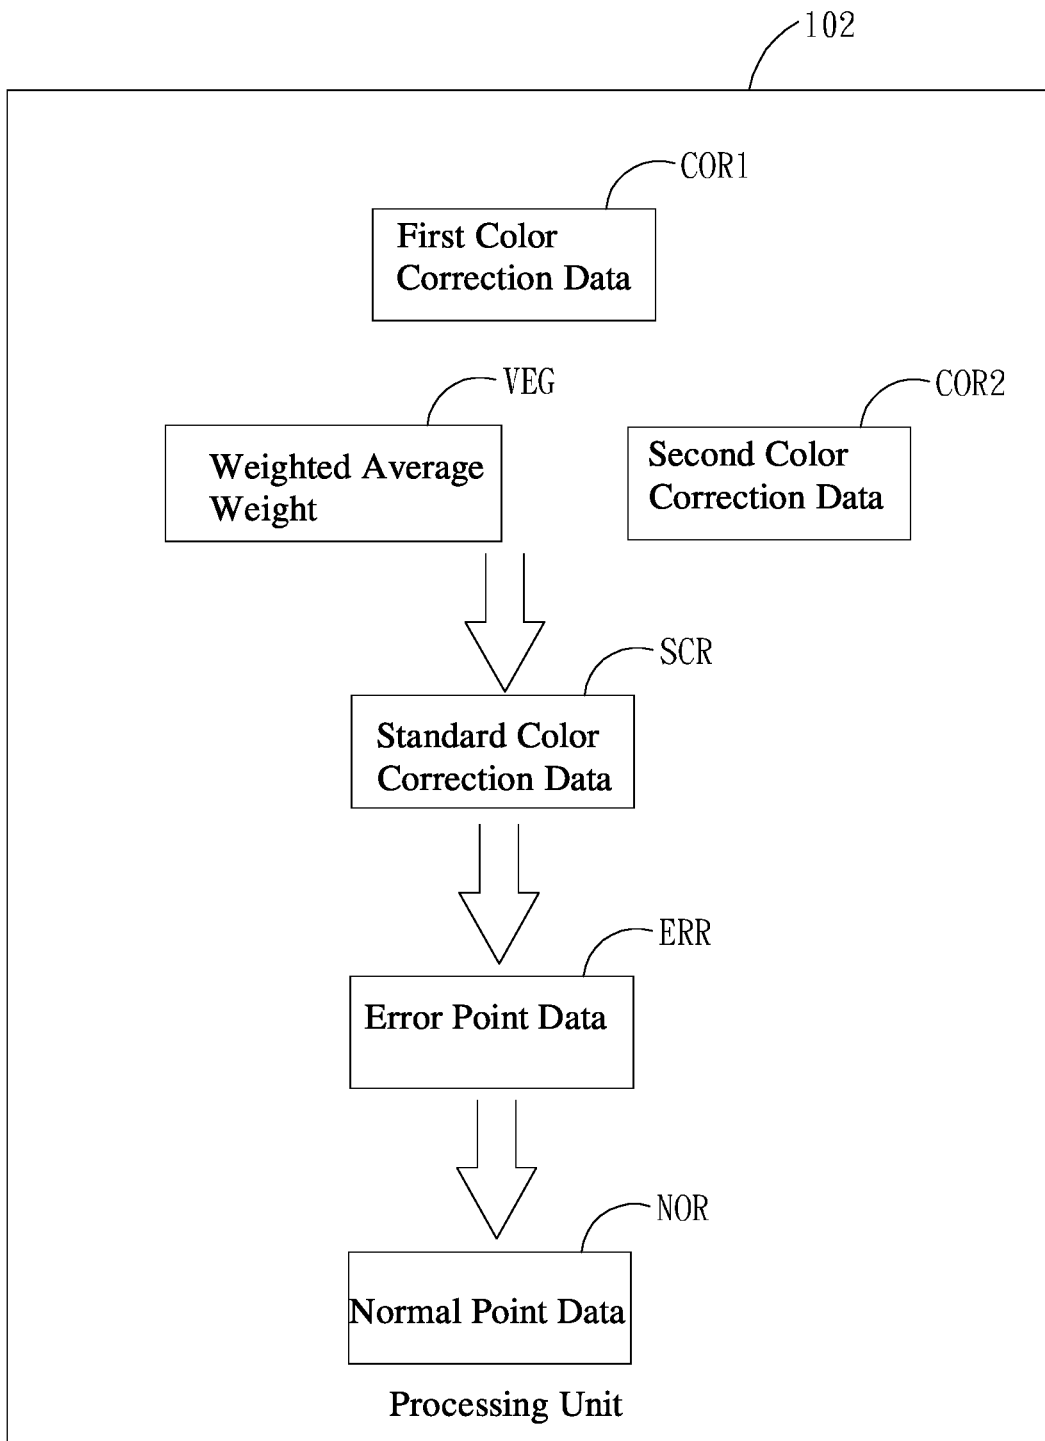 102
COR1
First Color
Correction Data
VEG
COR2
Weighted Average
Weight
Second Color
Correction Data
SCR
Standard Color
Correction Data
ERR
Error Point Data
NOR
Normal Point Data
Processing Unit